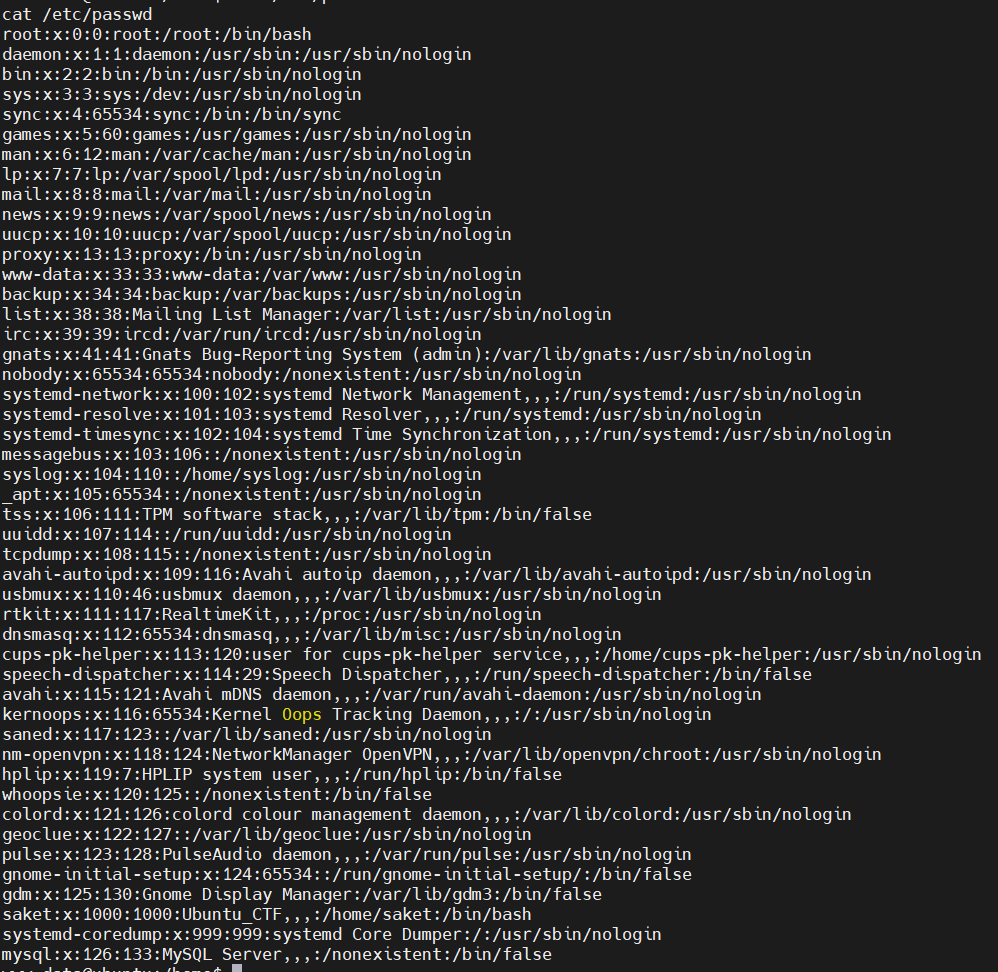 cat /etc/passwd
root:x:0:0:root:/root:/bin/bash
daemon:x:1:1:daemon:/usr/sbin:/usr/sbin/nologin
bin:x:2:2:bin:/bin:/usr/sbin/nologin
sys:x:3:3:sys:/dev:/usr/sbin/nologin
sync:x:4:65534:sync:/bin:/bin/sync
games:x:5:60:games:/usr/games:/usr/sbin/nologin
man:x:6:12:man:/var/cache/man:/usr/sbin/nologin
lp:x:7:7:lp:/var/spool/lpd:/usr/sbin/nologin
mail:x:8:8:mail:/var/mail:/usr/sbin/nologin
news:x:9:9:news:/var/spool/news:/usr/sbin/nologin
uucp:x:10:10:uucp:/var/spool/uucp:/usr/sbin/nologin
proxy:x:13:13:proxy:/bin:/usr/sbin/nologin
www-data:x:33:33:www-data:/var/www:/usr/sbin/nologin
backup:x:34:34:backup:/var/backups:/usr/sbin/nologin
list:x:38:38:Mailing List Manager:/var/list:/usr/sbin/nologin
irc:x:39:39:ircd:/var/run/ircd:/usr/sbin/nologin
gnats:x:41:41:Gnats Bug-Reporting System (admin):/var/lib/gnats:/usr/sbin/nologin
nobody:x:65534:65534:nobody:/nonexistent:/usr/sbin/nologin
systemd-network:x:100:102:systemd Network Management,,,:/run/systemd:/usr/sbin/nologin
systemd-resolve:x:101:103:systemd Resolver,,,:/run/systemd:/usr/sbin/nologin
systemd-timesync:x:102:104:systemd Time Synchronization,,,:/run/systemd:/usr/sbin/nologin
messagebus:x:103:106::/nonexistent:/usr/sbin/nologin
syslog:x:104:110::/home/syslog:/usr/sbin/nologin
_apt:x:105:65534::/nonexistent:/usr/sbin/nologin
tss:x:106:111:TPM software stack,,,:/var/lib/tpm:/bin/false
uuidd:x:107:114::/run/uuidd:/usr/sbin/nologin
tcpdump:x:108:115::/nonexistent:/usr/sbin/nologin
avahi-autoipd:x:109:116:Avahi autoip daemon,,,:/var/lib/avahi-autoipd:/usr/sbin/nologin
usbmux:x:110:46:usbmux daemon,,,:/var/lib/usbmux:/usr/sbin/nologin
rtkit:x:111:117:RealtimeKit,,,:/proc:/usr/sbin/nologin
dnsmasq:x:112:65534:dnsmasq,,,:/var/lib/misc:/usr/sbin/nologin
cups-pk-helper:x:113:120:user for cups-pk-helper service,,,:/home/cups-pk-helper:/usr/sbin/nologin
speech-dispatcher:x:114:29:Speech Dispatcher,,,:/run/speech-dispatcher:/bin/false
avahi:x:115:121:Avahi mDNS daemon,,,:/var/run/avahi-daemon:/usr/sbin/nologin
kernoops:x:116:65534:Kernel Oops Tracking Daemon,,,:/:/usr/sbin/nologin
saned:x:117:123::/var/lib/saned:/usr/sbin/nologin
nm-openvpn:x:118:124:NetworkManager OpenVPN,,,:/var/lib/openvpn/chroot:/usr/sbin/nologin
hplip:x:119:7:HPLIP system user,,,:/run/hplip:/bin/false
whoopsie:x:120:125::/nonexistent:/bin/false
colord:x:121:126:colord colour management daemon,,,:/var/lib/colord:/usr/sbin/nologin
geoclue:x:122:127::/var/lib/geoclue:/usr/sbin/nologin
pulse:x:123:128:PulseAudio daemon,,,:/var/run/pulse:/usr/sbin/nologin
gnome-initial-setup:x:124:65534::/run/gnome-initial-setup/:/bin/false
gdm:x:125:130:Gnome Display Manager:/var/lib/gdm3:/bin/false
saket:x:1000:1000:Ubuntu_CTF,,,:/home/saket:/bin/bash
systemd-coredump:x:999:999:systemd Core Dumper:/:/usr/sbin/nologin
mysql:x:126:133:MySQL Server,,,:/nonexistent:/bin/false